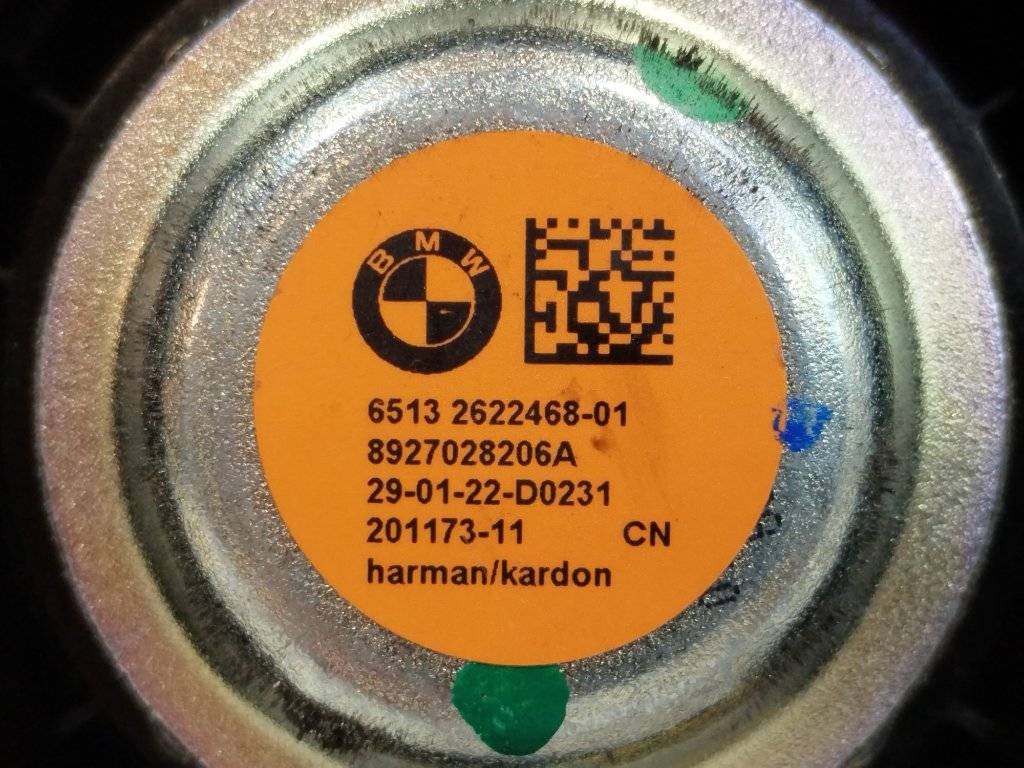 BMW
6513 2622468-01
8927028206A
29-01-22-D0231
201173-11 CN
harman/kardon